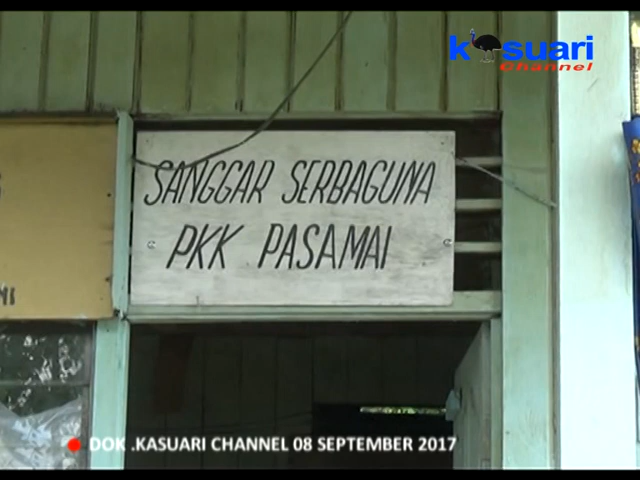 kasuari
Channel
SANGGAR SERBAGUNA
PKK PASAMAI
DOK .KASUARI CHANNEL 08 SEPTEMBER 2017